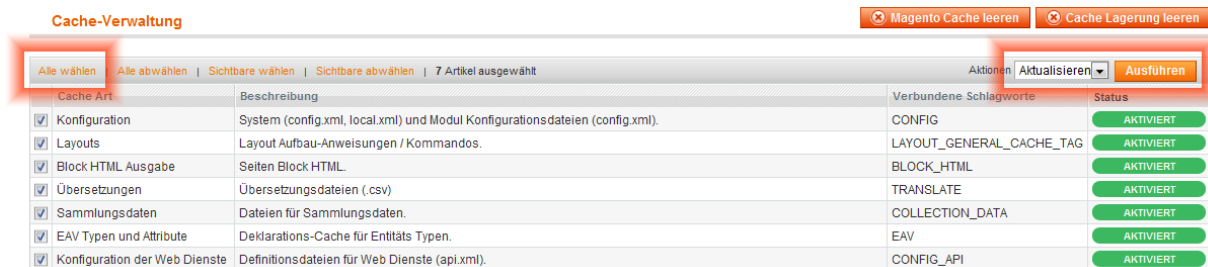 Cache-Verwaltung Magento Cache leeren Cache Lagerung leeren
Alle wählen | Alle abwählen | Sichtbare wählen | Sichtbare abwählen | 7 Artikel ausgewählt Aktionen Aktualisieren Ausführen
Cache Art Beschreibung Verbundene Schlagworte Status
Konfiguration System (config.xml, local.xml) und Modul Konfigurationsdateien (config.xml). CONFIG AKTIVIERT
Layouts Layout Aufbau-Anweisungen / Kommandos. LAYOUT_GENERAL_CACHE_TAG AKTIVIERT
Block HTML Ausgabe Seiten Block HTML. BLOCK_HTML AKTIVIERT
Übersetzungen Übersetzungsdateien (.csv) TRANSLATE AKTIVIERT
Sammlungsdaten Dateien für Sammlungsdaten. COLLECTION_DATA AKTIVIERT
EAV Typen und Attribute Deklarations-Cache für Entitäts Typen. EAV AKTIVIERT
Konfiguration der Web Dienste Definitionsdateien für Web Dienste (api.xml). CONFIG_API AKTIVIERT